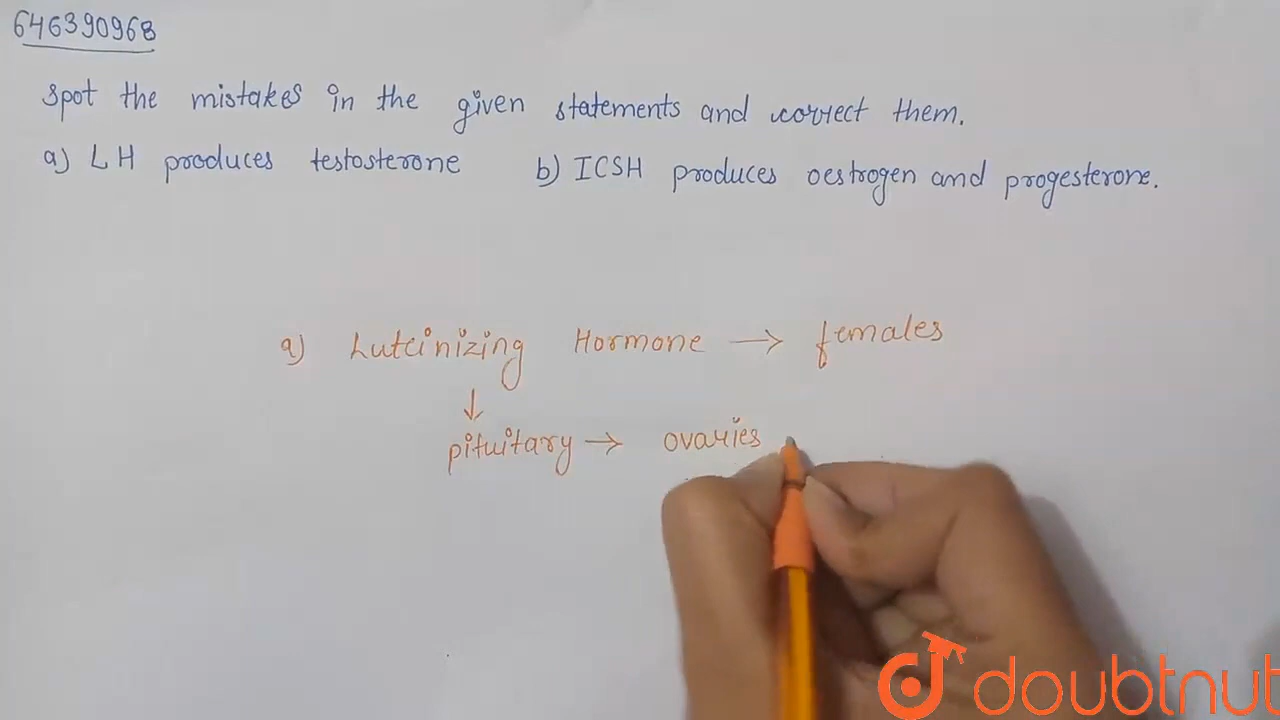 646390968
Spot the mistakes in the given statements and correct them.
a) LH produces testosterone b) ICSH produces oestrogen and progesterone.
a) Luteinizing Hormone → females
↓
pituitary → ovaries
doubtnut